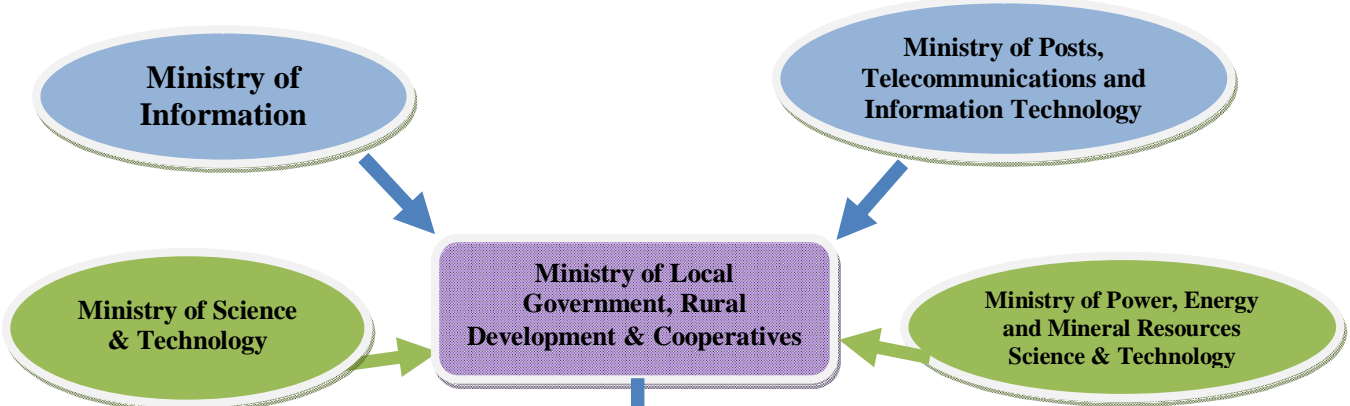 Ministry of
Information
Ministry of Posts,
Telecommunications and
Information Technology
Ministry of Local
Government, Rural
Development & Cooperatives
Ministry of Science
& Technology
Ministry of Power, Energy
and Mineral Resources
Science & Technology